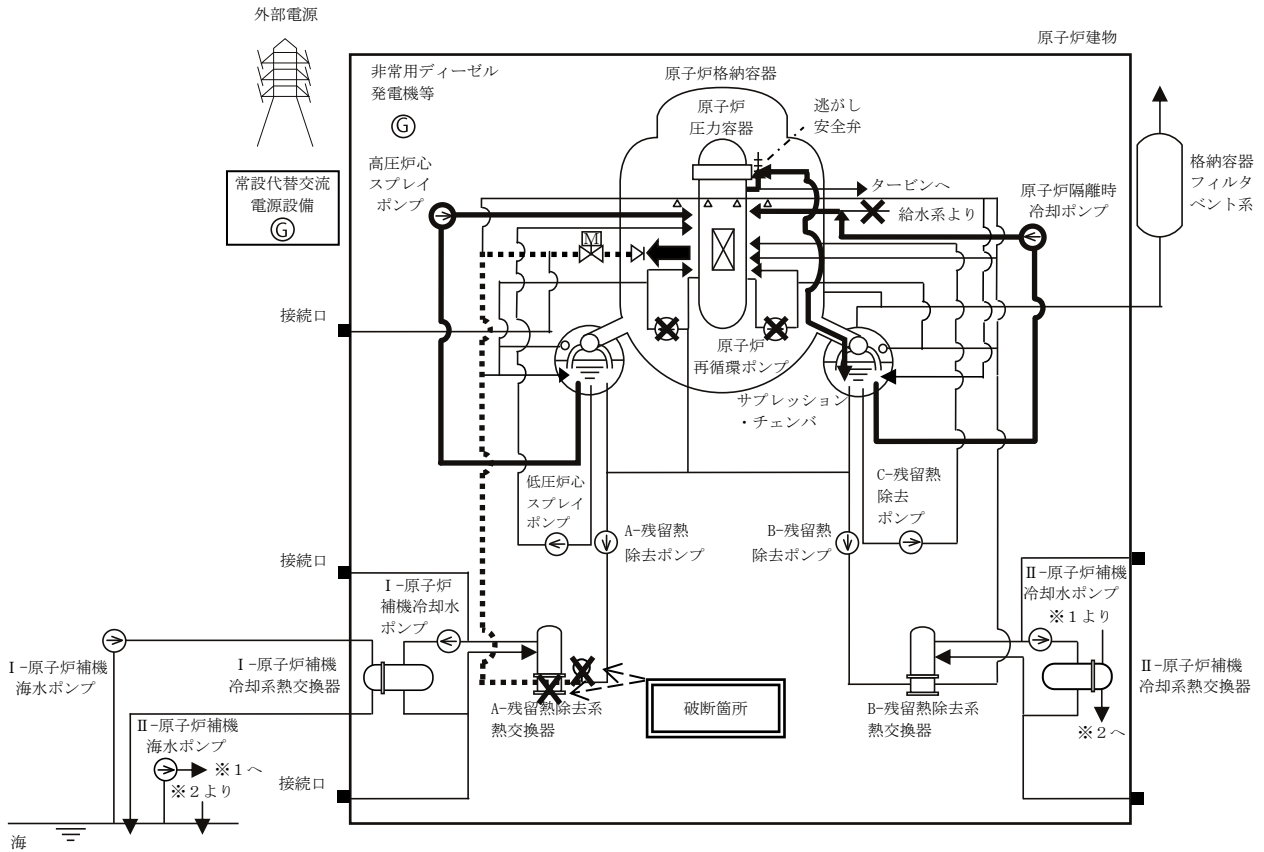 外部電源
原子炉建物
非常用ディーゼル
発電機等
G
原子炉格納容器
原子炉
圧力容器
逃がし
安全弁
高圧炉心
スプレイ
ポンプ
常設代替交流
電源設備
G
タービンへ
給水系より
原子炉隔離時
冷却ポンプ
格納容器
フィルタ
ベント系
M
接続口
原子炉
再循環ポンプ
サプレッション
・チェンバ
低圧炉心
スプレイ
ポンプ
A-残留熱
除去ポンプ
B-残留熱
除去ポンプ
C-残留熱
除去
ポンプ
接続口
Ⅰ-原子炉
補機冷却水
ポンプ
Ⅱ-原子炉補機
冷却水ポンプ
※1より
Ⅰ-原子炉補機
海水ポンプ
Ⅰ-原子炉補機
冷却系熱交換器
Ⅱ-原子炉補機
冷却系熱交換器
A-残留熱除去系
熱交換器
破断箇所
B-残留熱除去系
熱交換器
※2へ
Ⅱ-原子炉補機
海水ポンプ
※1へ
※2より
接続口
海